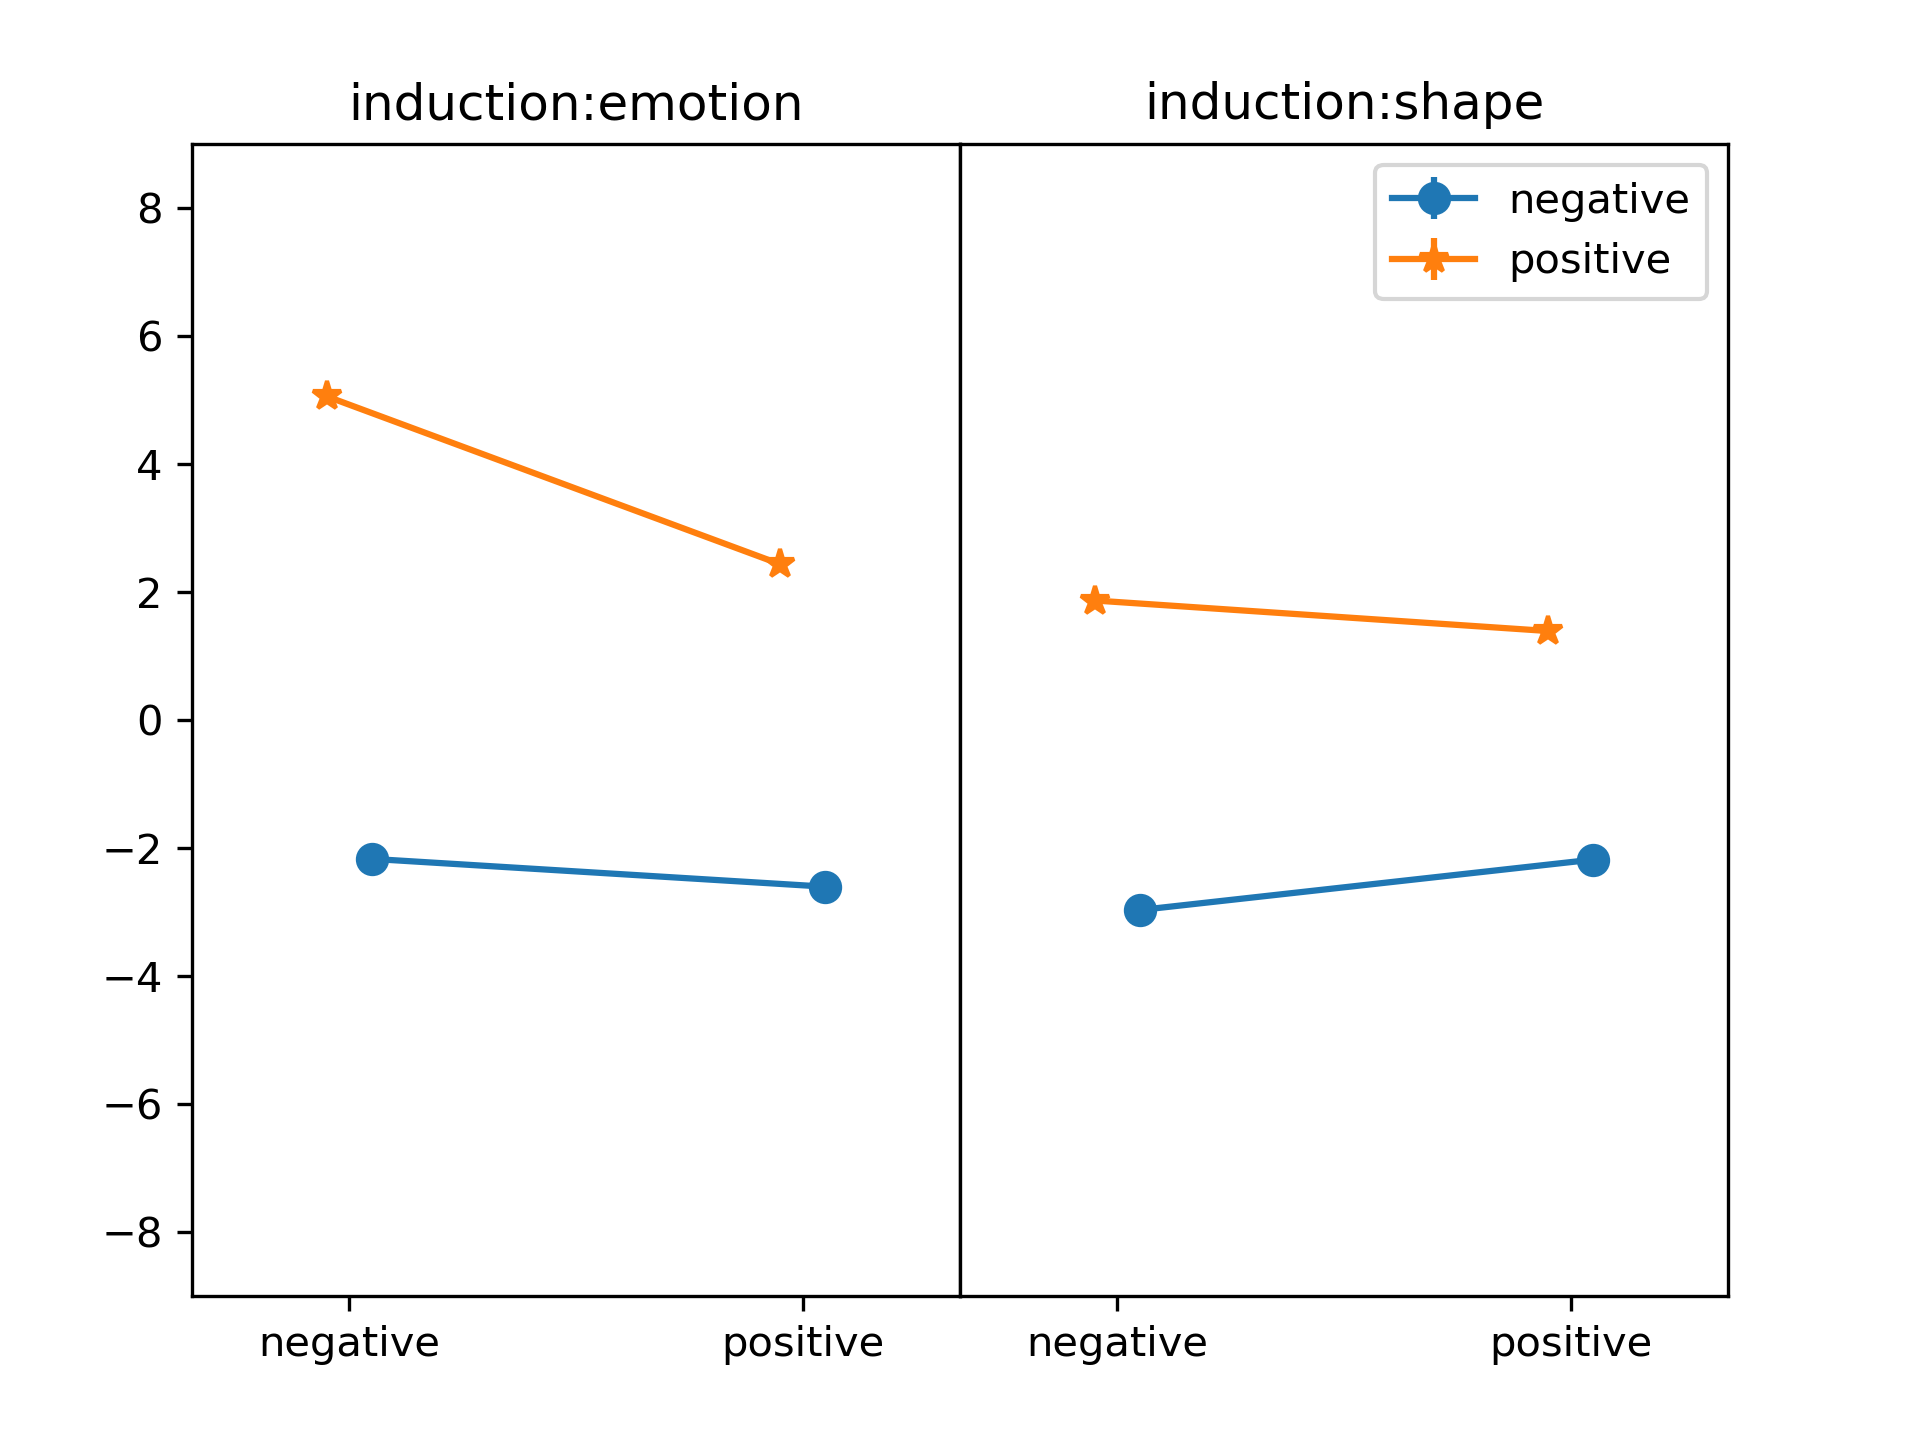 induction:emotion
induction:shape
negative
positive
8
6
4
2
0
−2
−4
−6
−8
negative
positive
negative
positive